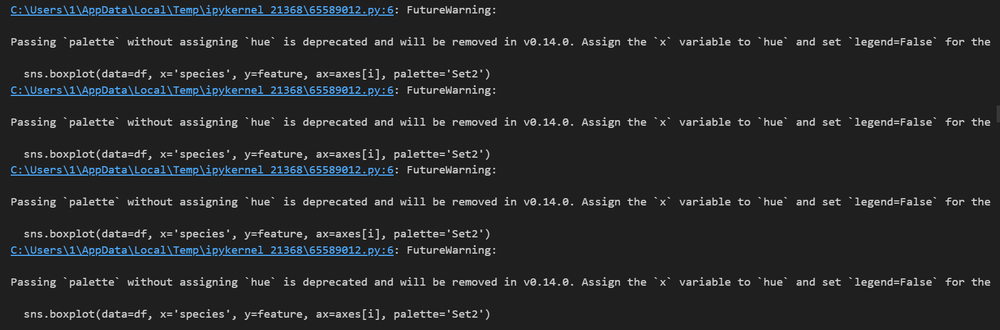 C:\Users\1\AppData\Local\Temp\ipykernel_21368\65589012.py:6: FutureWarning:
Passing `palette` without assigning `hue` is deprecated and will be removed in v0.14.0. Assign the `x` variable to `hue` and set `legend=False` for the
sns.boxplot(data=df, x='species', y=feature, ax=axes[i], palette='Set2')
C:\Users\1\AppData\Local\Temp\ipykernel_21368\65589012.py:6: FutureWarning:
Passing `palette` without assigning `hue` is deprecated and will be removed in v0.14.0. Assign the `x` variable to `hue` and set `legend=False` for the
sns.boxplot(data=df, x='species', y=feature, ax=axes[i], palette='Set2')
C:\Users\1\AppData\Local\Temp\ipykernel_21368\65589012.py:6: FutureWarning:
Passing `palette` without assigning `hue` is deprecated and will be removed in v0.14.0. Assign the `x` variable to `hue` and set `legend=False` for the
sns.boxplot(data=df, x='species', y=feature, ax=axes[i], palette='Set2')
C:\Users\1\AppData\Local\Temp\ipykernel_21368\65589012.py:6: FutureWarning:
Passing `palette` without assigning `hue` is deprecated and will be removed in v0.14.0. Assign the `x` variable to `hue` and set `legend=False` for the
sns.boxplot(data=df, x='species', y=feature, ax=axes[i], palette='Set2')